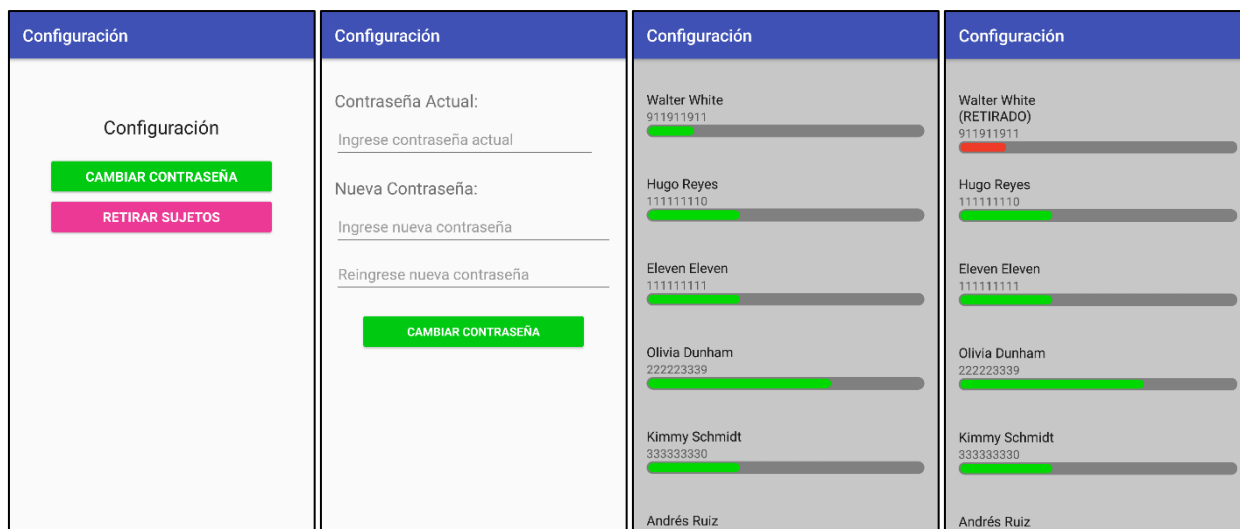 Configuración
Configuración
CAMBIAR CONTRASEÑA
RETIRAR SUJETOS
Configuración
Contraseña Actual:
Ingrese contraseña actual
Nueva Contraseña:
Ingrese nueva contraseña
Reingrese nueva contraseña
CAMBIAR CONTRASEÑA
Configuración
Walter White
911911911
Hugo Reyes
111111110
Eleven Eleven
111111111
Olivia Dunham
222223339
Kimmy Schmidt
333333330
Andrés Ruiz
Configuración
Walter White
(RETIRADO)
911911911
Hugo Reyes
111111110
Eleven Eleven
111111111
Olivia Dunham
222223339
Kimmy Schmidt
333333330
Andrés Ruiz